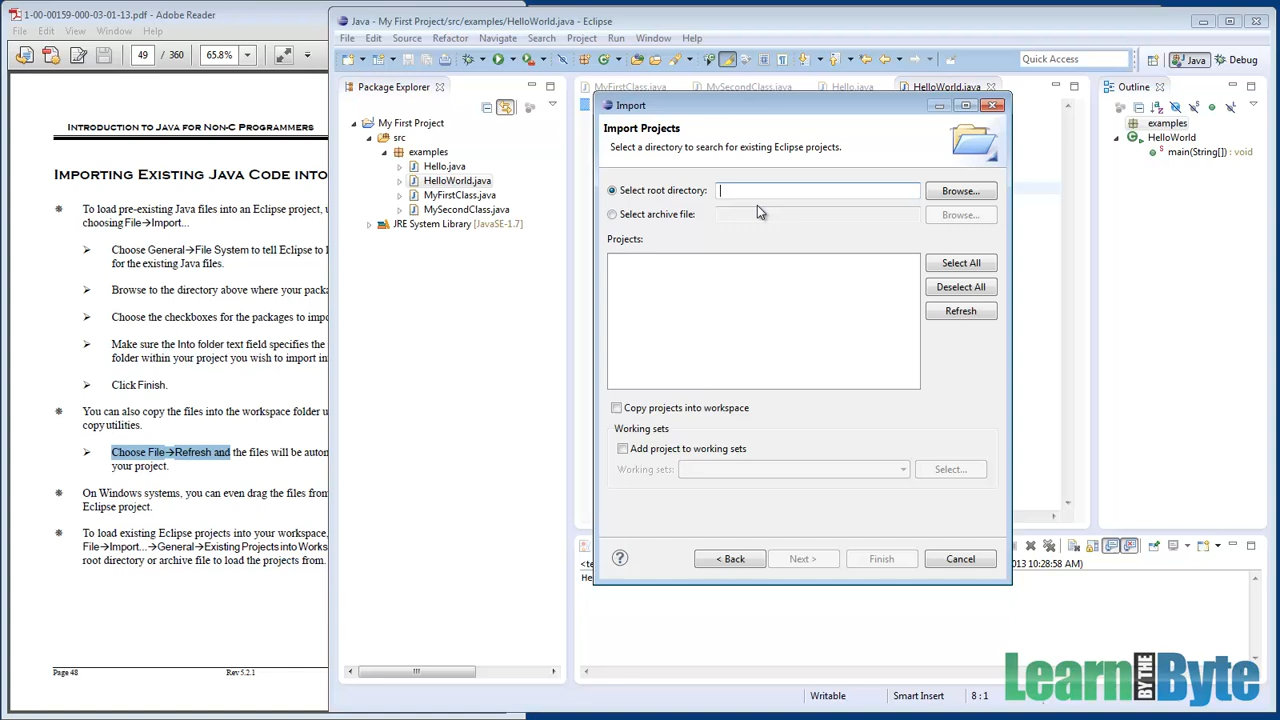 1-00-00159-000-03-01-13.pdf - Adobe Reader
File Edit View Window Help
49 / 360 65.8%
INTRODUCTION TO JAVA FOR NON-C PROGRAMMERS
IMPORTING EXISTING JAVA CODE INTO
To load pre-existing Java files into an Eclipse project, u
choosing File→Import...
Choose General→File System to tell Eclipse to l
for the existing Java files.
Browse to the directory above where your pack
Choose the checkboxes for the packages to imp
Make sure the Into folder text field specifies the
folder within your project you wish to import in
Click Finish.
You can also copy the files into the workspace folder u
copy utilities.
Choose File→Refresh and the files will be autom
your project.
On Windows systems, you can even drag the files from
Eclipse project.
To load existing Eclipse projects into your workspace,
File→Import...→General→Existing Projects into Works
root directory or archive file to load the projects from.
Page 48 Rev 5.2.1
Java - My First Project/src/examples/HelloWorld.java - Eclipse
File Edit Source Refactor Navigate Search Project Run Window Help
Quick Access Java Debug
Package Explorer
My First Project
src
examples
Hello.java
HelloWorld.java
MyFirstClass.java
MySecondClass.java
JRE System Library [JavaSE-1.7]
MyFirstClass.java MySecondClass.java Hello.java HelloWorld.java
Import
Import Projects
Select a directory to search for existing Eclipse projects.
Select root directory: Browse...
Select archive file: Browse...
Projects:
Select All
Deselect All
Refresh
Copy projects into workspace
Working sets
Add project to working sets
Working sets: Select...
? < Back Next > Finish Cancel
Outline
examples
HelloWorld
main(String[]) : void
<te
2013 10:28:58 AM)
He
Writable Smart Insert 8 : 1
Learn BY THE Byte